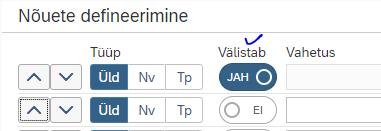 Nõuete defineerimine
Tüüp Välistab Vahetus
Üld Nv Tp JAH
Üld Nv Tp EI